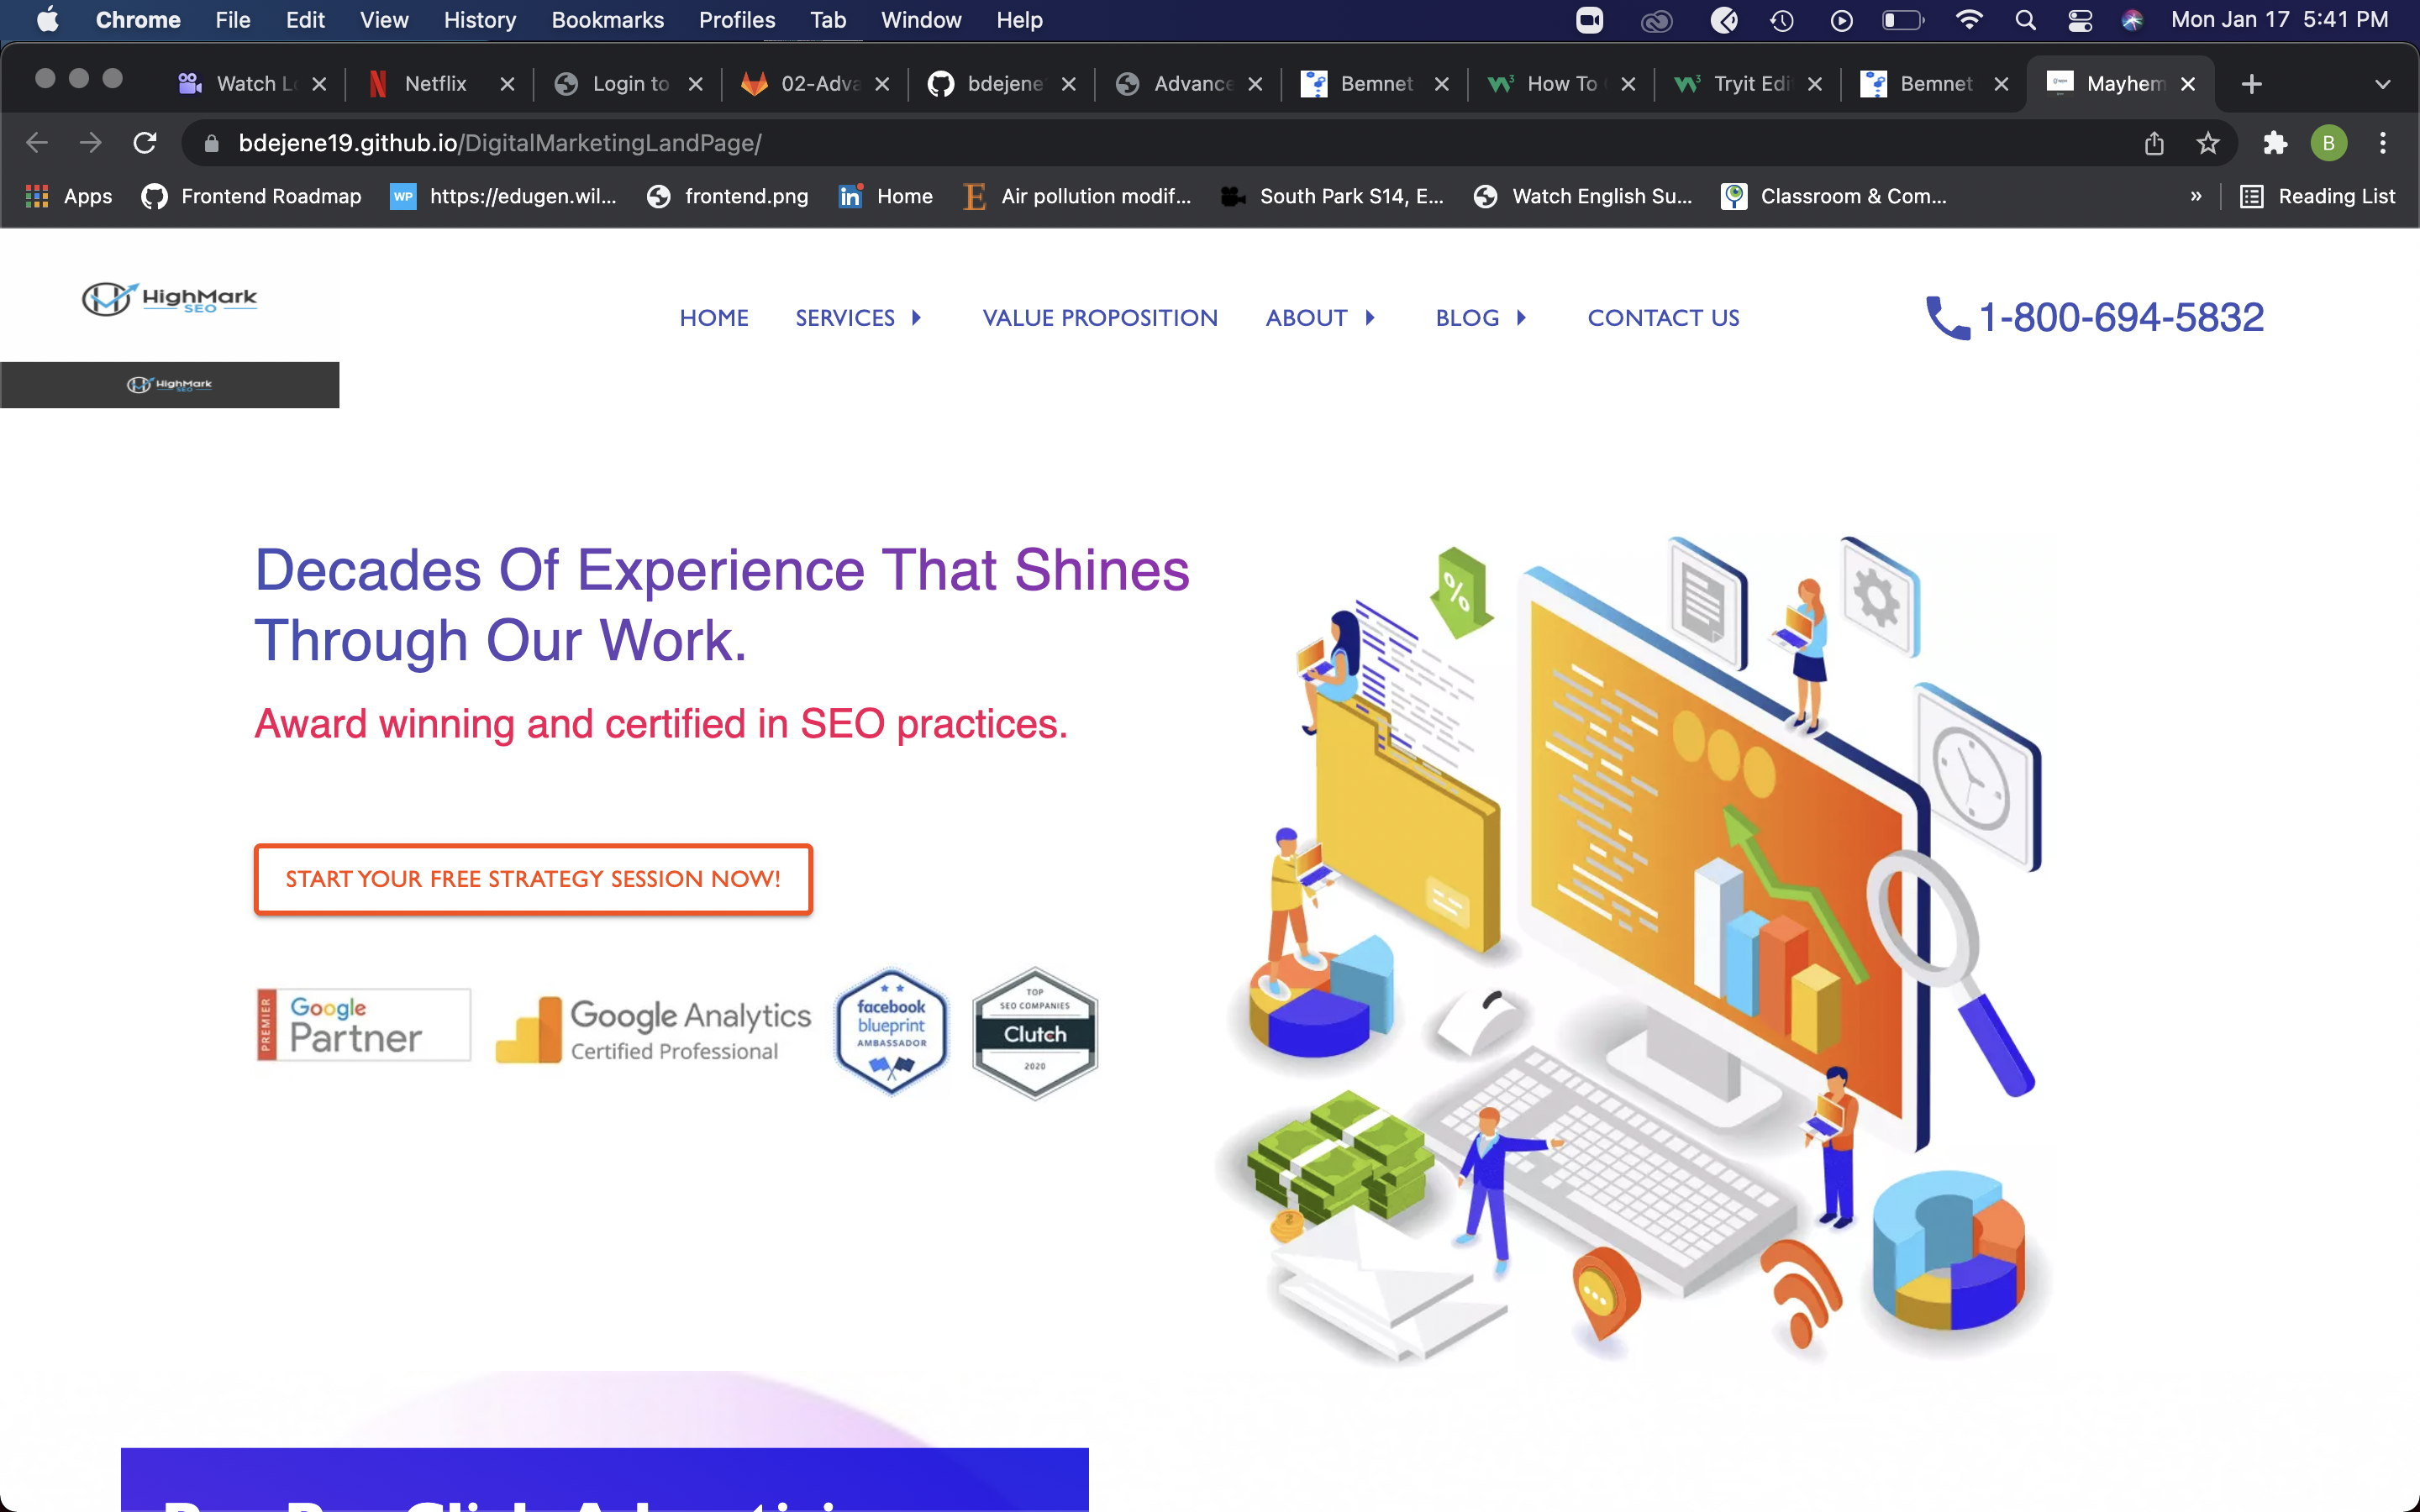 Chrome File Edit View History Bookmarks Profiles Tab Window Help Mon Jan 17 5:41 PM
Watch Netflix Login to 02-Adva bdejene Advance Bemnet How To Tryit Edi Bemnet Mayhem
bdejene19.github.io/DigitalMarketingLandPage/ B
Apps Frontend Roadmap WP https://edugen.wil... frontend.png in Home E Air pollution modif... South Park S14, E... Watch English Su... Classroom & Com... » Reading List
HighMark
SEO
HOME SERVICES VALUE PROPOSITION ABOUT BLOG CONTACT US 1-800-694-5832
HighMark
SEO
Decades Of Experience That Shines
Through Our Work.
Award winning and certified in SEO practices.
START YOUR FREE STRATEGY SESSION NOW!
PREMIER
Google
Partner
Google Analytics
Certified Professional
facebook
blueprint
AMBASSADOR
TOP
SEO COMPANIES
Clutch
2020
%